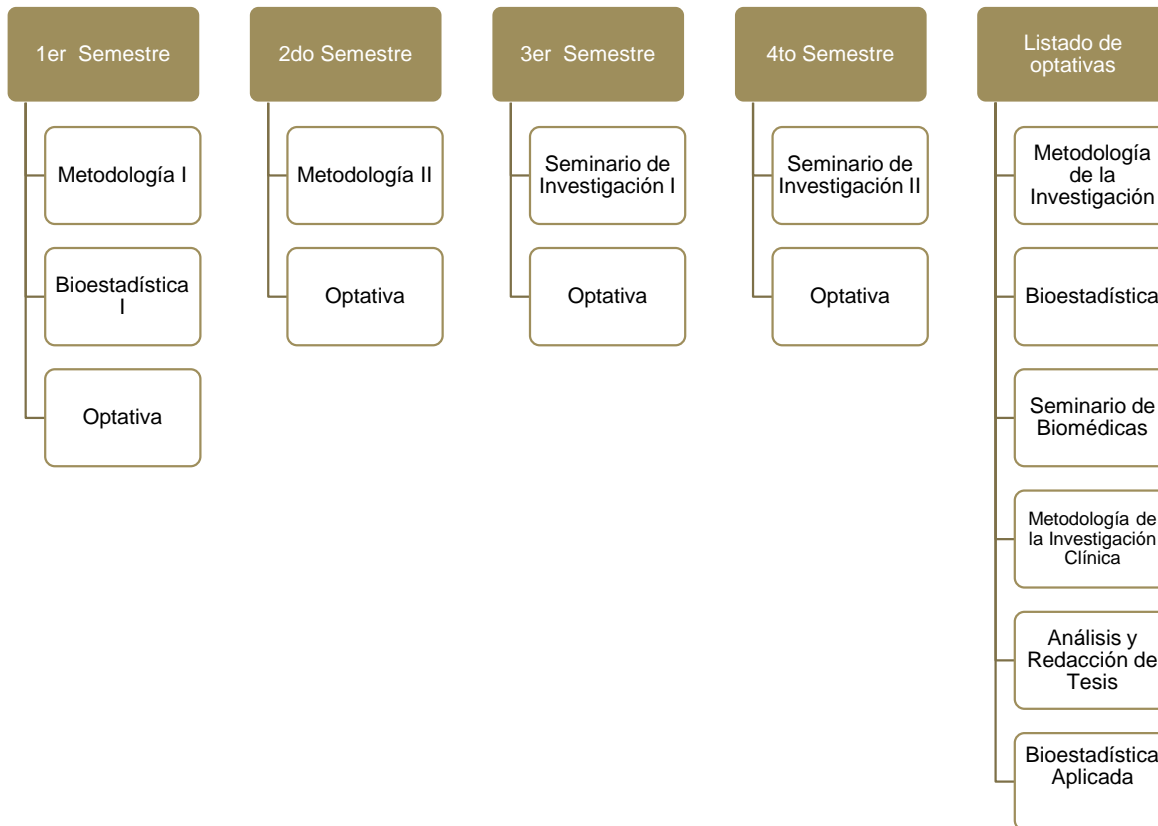 1er Semestre
Metodología I
Bioestadística
I
Optativa
2do Semestre
Metodología II
Optativa
3er Semestre
Seminario de
Investigación I
Optativa
4to Semestre
Seminario de
Investigación II
Optativa
Listado de
optativas
Metodología
de la
Investigación
Bioestadística
Seminario de
Biomédicas
Metodología de
la Investigación
Clínica
Análisis y
Redacción de
Tesis
Bioestadística
Aplicada